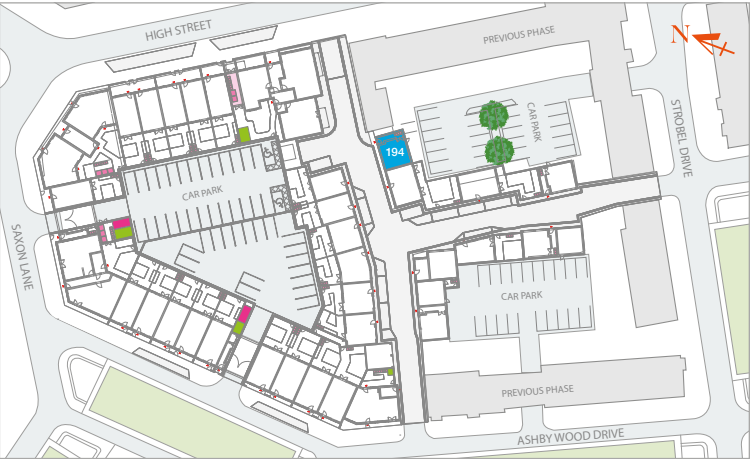 HIGH STREET
PREVIOUS PHASE
N
CAR PARK
STROBEL DRIVE
194
CAR PARK
SAXON LANE
CAR PARK
PREVIOUS PHASE
ASHBY WOOD DRIVE